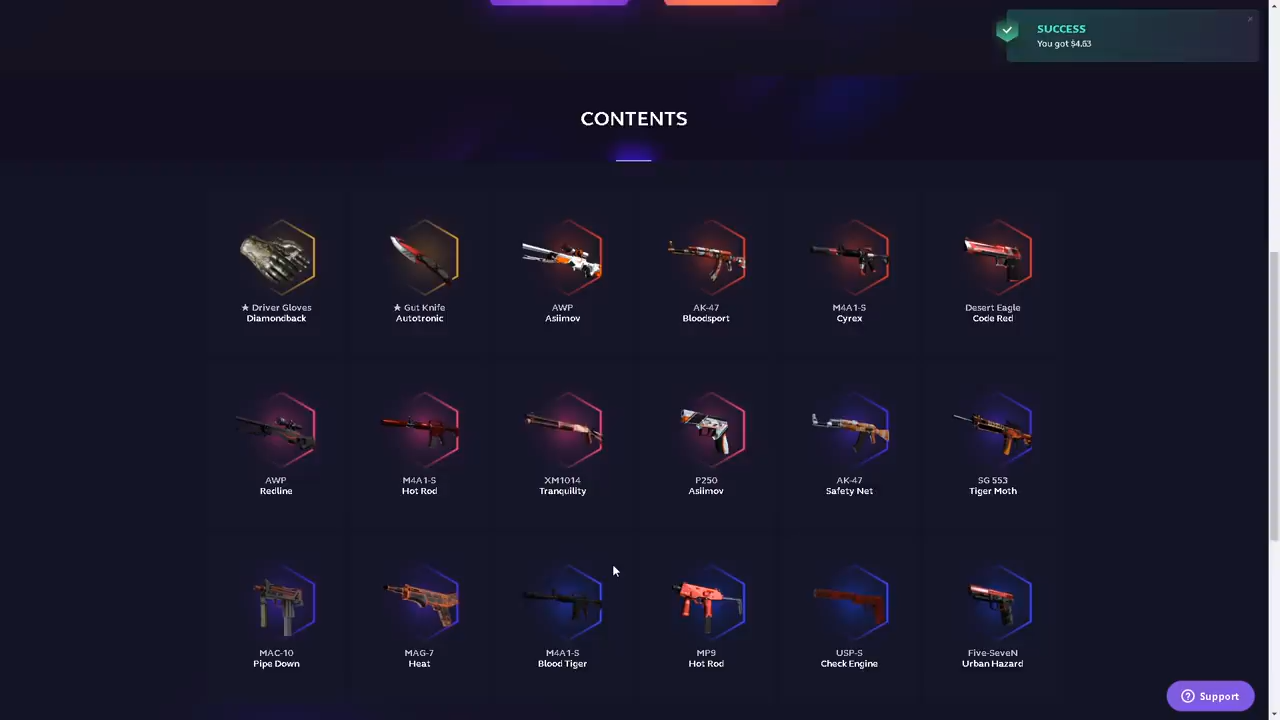 SUCCESS
You got $4.63
CONTENTS
★ Driver Gloves
Diamondback
★ Gut Knife
Autotronic
AWP
Asiimov
AK-47
Bloodsport
M4A1-S
Cyrex
Desert Eagle
Code Red
AWP
Redline
M4A1-S
Hot Rod
XM1014
Tranquility
P250
Asiimov
AK-47
Safety Net
SG 553
Tiger Moth
MAC-10
Pipe Down
MAG-7
Heat
M4A1-S
Blood Tiger
MP9
Hot Rod
USP-S
Check Engine
Five-SeveN
Urban Hazard
Support